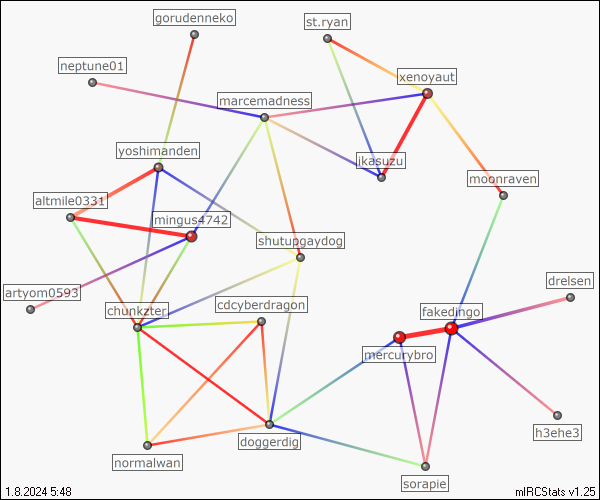 gorudenneko
st.ryan
neptune01
xenoyaut
marcemadness
yoshimanden
ikasuzu
moonraven
altmile0331
mingus4742
shutupgaydog
drelsen
artyom0593
cdcyberdragon
chunkzter
fakedingo
mercurybro
h3ehe3
doggerdig
normalwan
sorapie
1.8.2024 5:48
mIRCStats v1.25